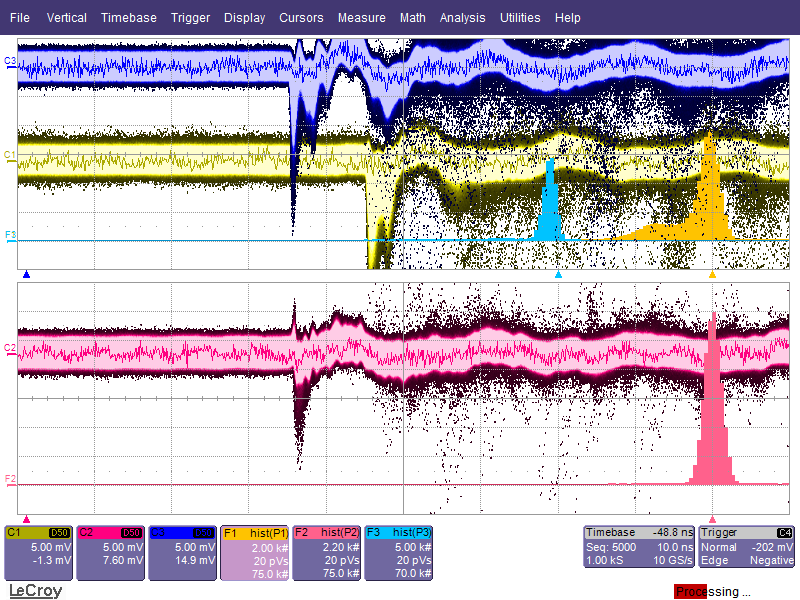 File Vertical Timebase Trigger Display Cursors Measure Math Analysis Utilities Help
C3
C1
F3
C2
F2
C1 D50
5.00 mV
-1.3 mV
C2 D50
5.00 mV
7.60 mV
C3 D50
5.00 mV
14.9 mV
F1 hist(P1)
2.00 k#
20 pVs
75.0 k#
F2 hist(P2)
2.20 k#
20 pVs
75.0 k#
F3 hist(P3)
5.00 k#
20 pVs
70.0 k#
Timebase -48.8 ns
Seq: 5000 10.0 ns
1.00 kS 10 GS/s
Trigger C4
Normal -202 mV
Edge Negative
LeCroy
Processing ...